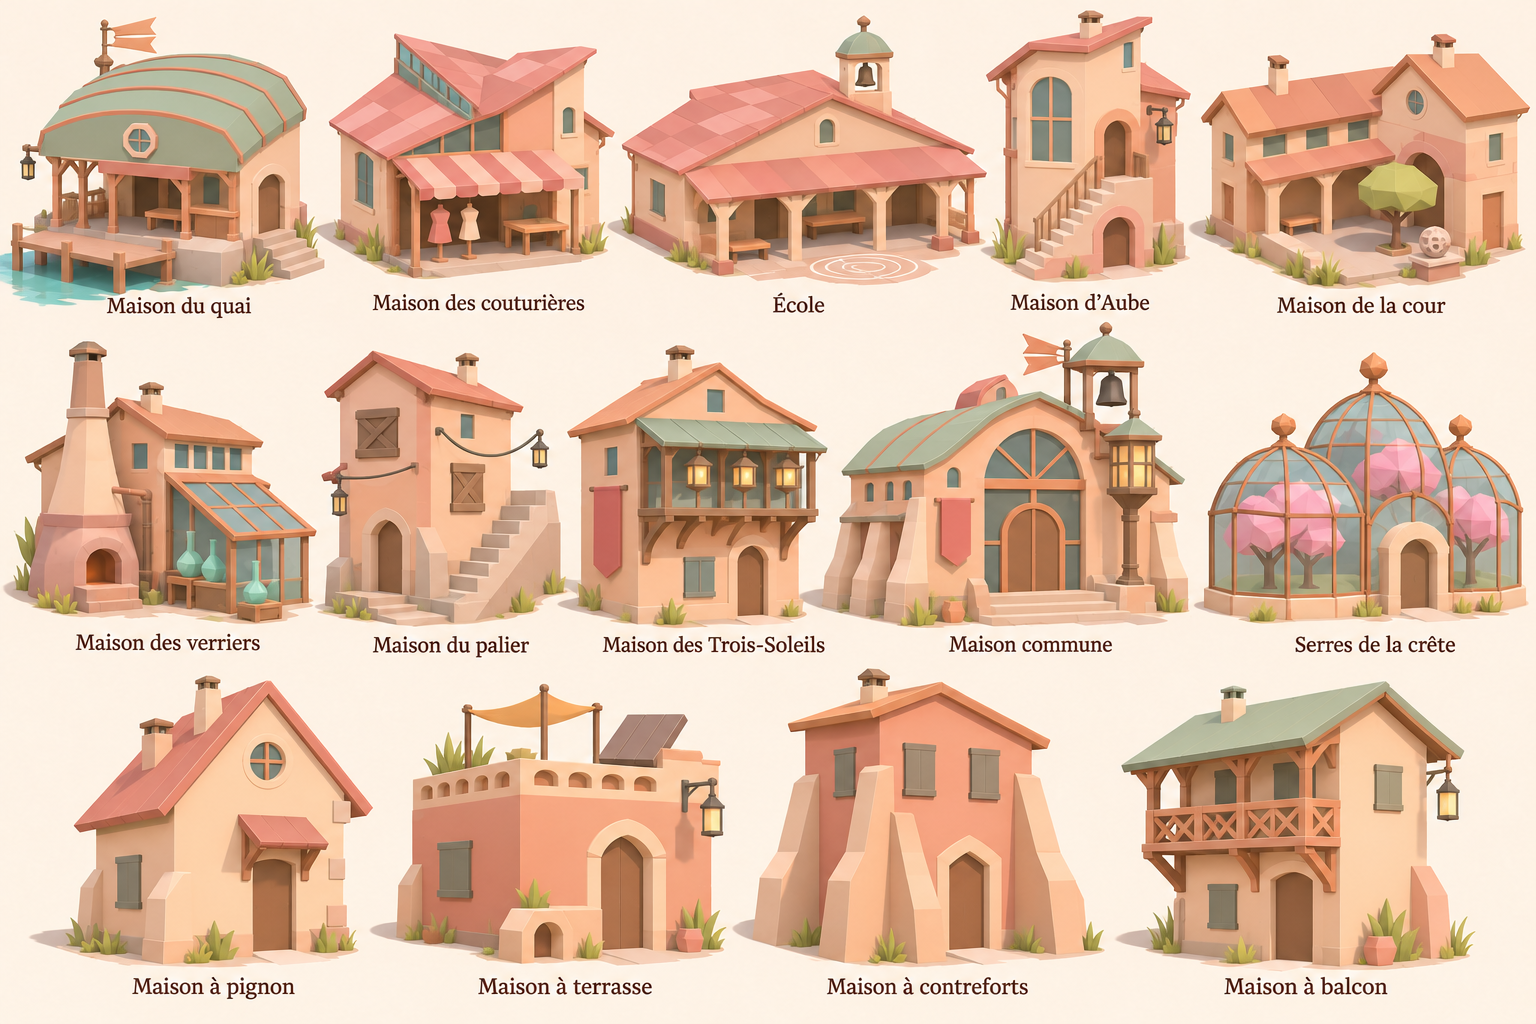 Maison du quai
Maison des couturières
École
Maison d’Aube
Maison de la cour
Maison des verriers
Maison du palier
Maison des Trois-Soleils
Maison commune
Serres de la crête
Maison à pignon
Maison à terrasse
Maison à contreforts
Maison à balcon